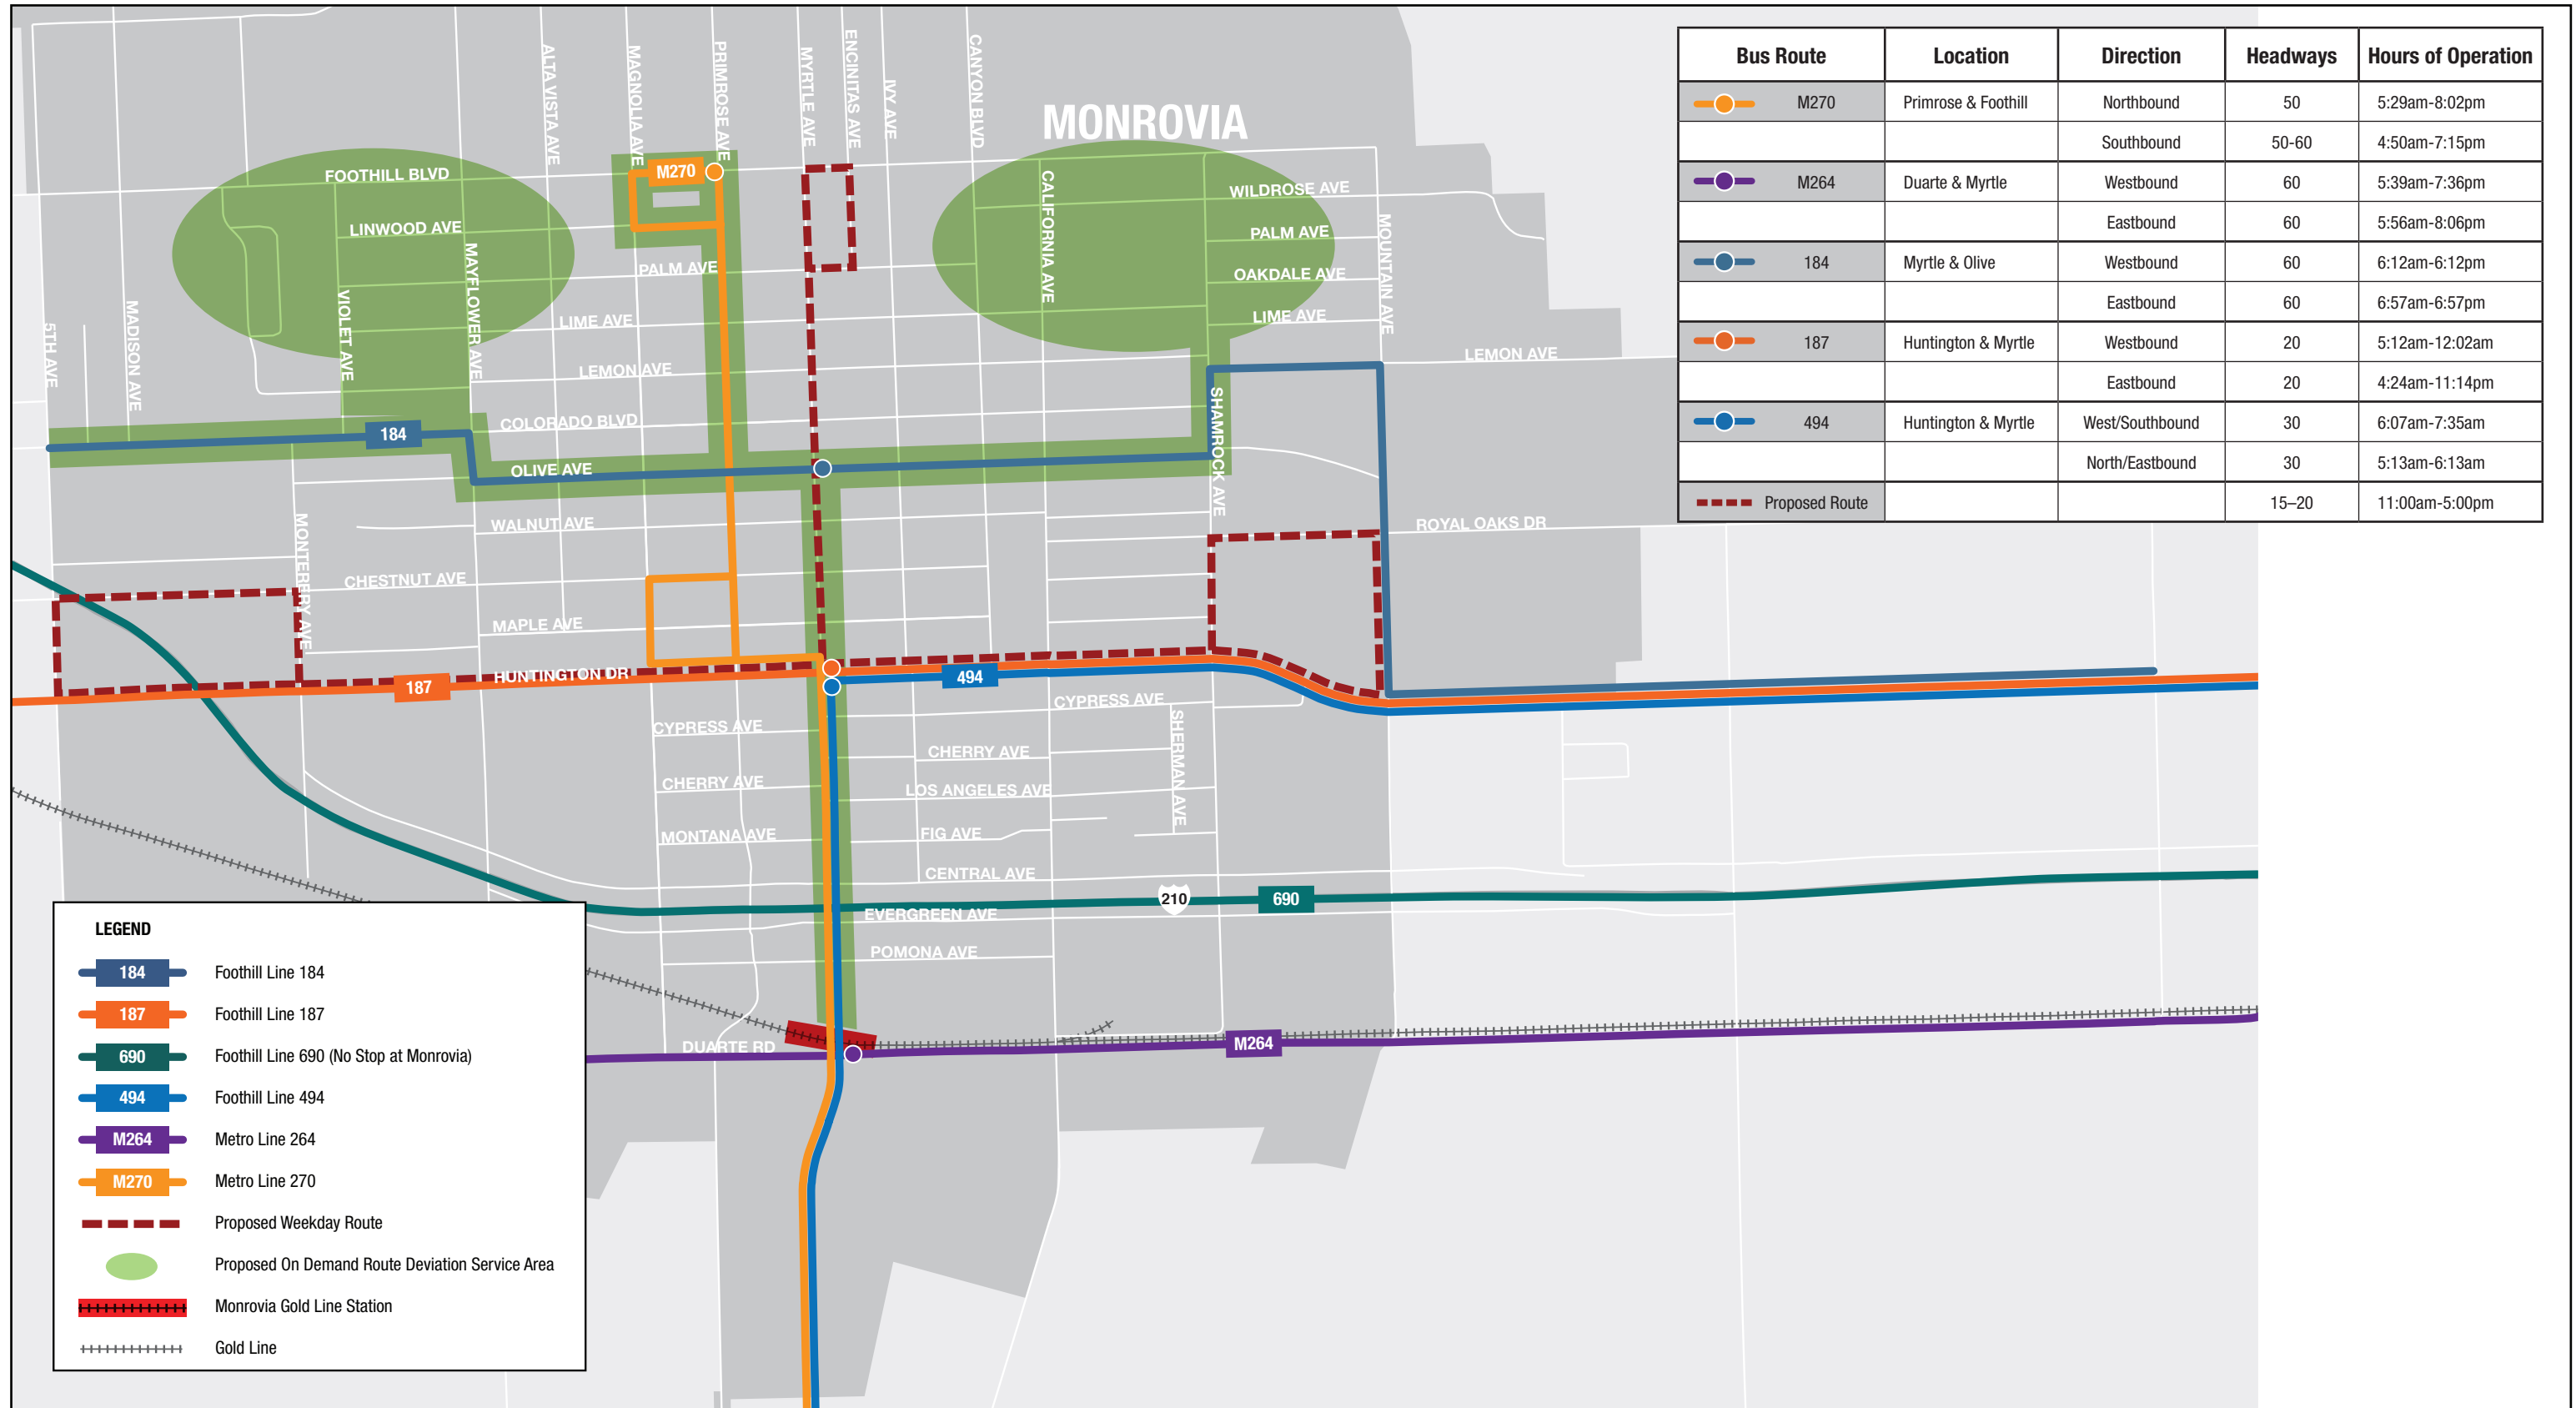 ALTA VISTA AVE
MAGNOLIA AVE
PRIMROSE AVE
MYRTLE AVE
ENCINITAS AVE
IVY AVE
CANYON BLVD
MONROVIA
M270
FOOTHILL BLVD
LINWOOD AVE
PALM AVE
LIME AVE
LEMON AVE
COLORADO BLVD
OLIVE AVE
WALNUT AVE
CHESTNUT AVE
MAPLE AVE
HUNTINGTON DR
5TH AVE
MADISON AVE
VIOLET AVE
MAYFLOWER AVE
MONTEREY AVE
184
187
CALIFORNIA AVE
WILDROSE AVE
PALM AVE
OAKDALE AVE
LIME AVE
MOUNTAIN AVE
LEMON AVE
SHAMROCK AVE
ROYAL OAKS DR
494
CYPRESS AVE
CYPRESS AVE
SHERMAN AVE
CHERRY AVE
CHERRY AVE
LOS ANGELES AVE
MONTANA AVE
FIG AVE
CENTRAL AVE
210
690
EVERGREEN AVE
POMONA AVE
DUARTE RD
M264
Bus Route Location Direction Headways Hours of Operation
M270 Primrose & Foothill Northbound 50 5:29am-8:02pm
Southbound 50-60 4:50am-7:15pm
M264 Duarte & Myrtle Westbound 60 5:39am-7:36pm
Eastbound 60 5:56am-8:06pm
184 Myrtle & Olive Westbound 60 6:12am-6:12pm
Eastbound 60 6:57am-6:57pm
187 Huntington & Myrtle Westbound 20 5:12am-12:02am
Eastbound 20 4:24am-11:14pm
494 Huntington & Myrtle West/Southbound 30 6:07am-7:35am
North/Eastbound 30 5:13am-6:13am
Proposed Route 15–20 11:00am-5:00pm
LEGEND
184 Foothill Line 184
187 Foothill Line 187
690 Foothill Line 690 (No Stop at Monrovia)
494 Foothill Line 494
M264 Metro Line 264
M270 Metro Line 270
Proposed Weekday Route
Proposed On Demand Route Deviation Service Area
Monrovia Gold Line Station
Gold Line